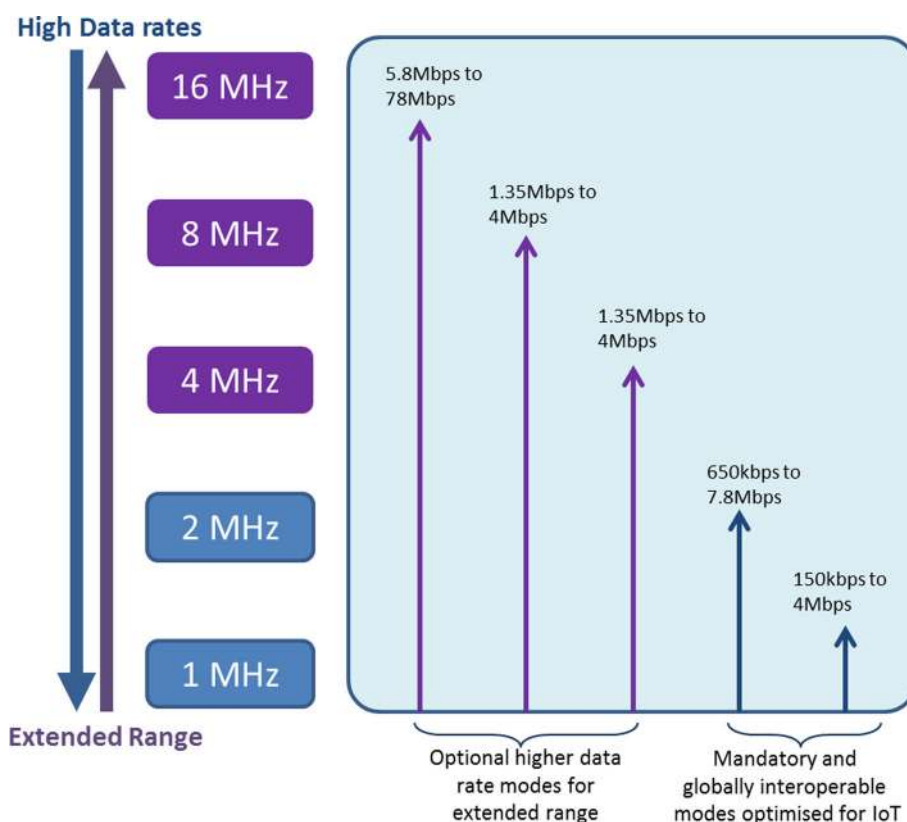 High Data rates
16 MHz
8 MHz
4 MHz
2 MHz
1 MHz
Extended Range
5.8Mbps to
78Mbps
1.35Mbps to
4Mbps
1.35Mbps to
4Mbps
650kbps to
7.8Mbps
150kbps to
4Mbps
Optional higher data
rate modes for
extended range
Mandatory and
globally interoperable
modes optimised for IoT